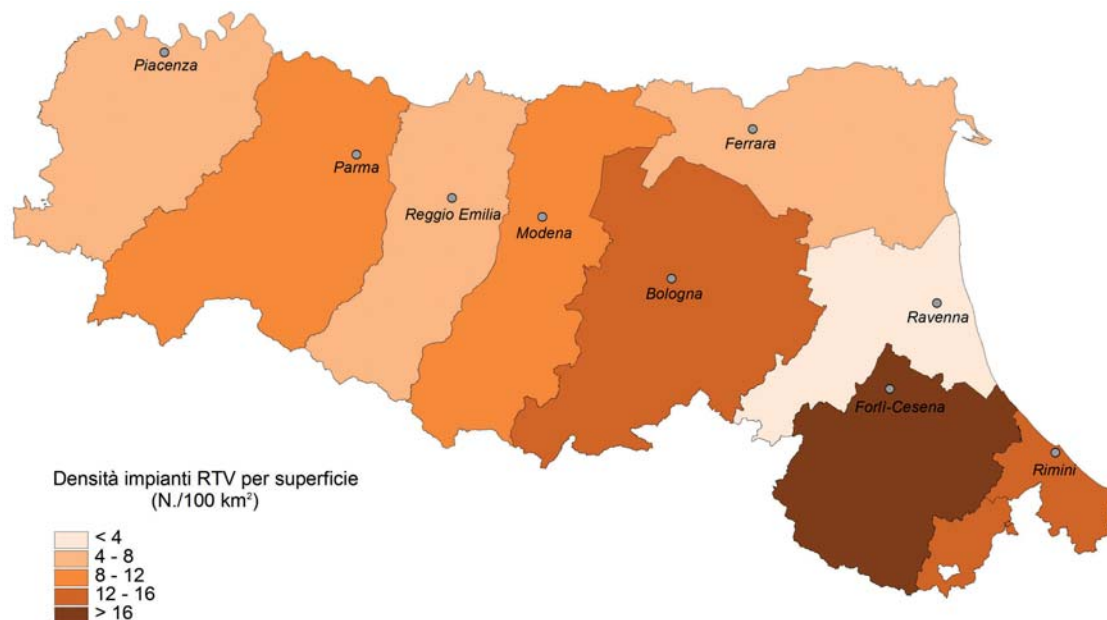 Piacenza
Parma
Reggio Emilia
Modena
Ferrara
Bologna
Ravenna
Forlì-Cesena
Rimini
Densità impianti RTV per superficie
(N./100 km²)
< 4
4 - 8
8 - 12
12 - 16
> 16